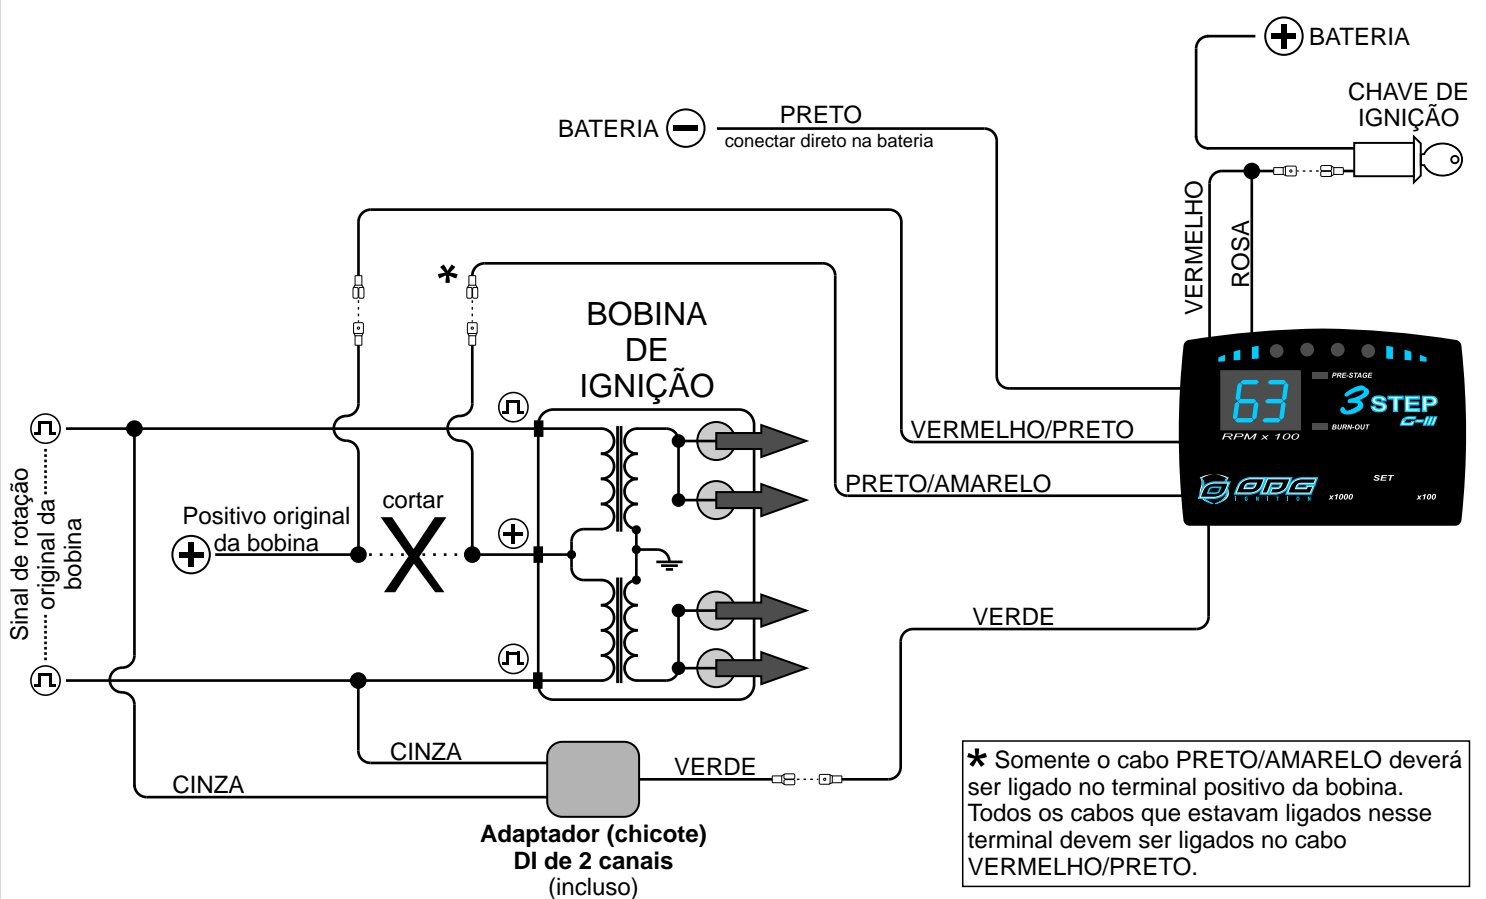 BATERIA
CHAVE DE
IGNIÇÃO
BATERIA
PRETO
conectar direto na bateria
VERMELHO
ROSA
*
BOBINA
DE
IGNIÇÃO
63
RPM x 100
PRE-STAGE
3 STEP
G-III
BURN-OUT
ODG
IGNITION
SET
x1000
x100
VERMELHO/PRETO
PRETO/AMARELO
Sinal de rotação
original da
bobina
Positivo original
da bobina
cortar
X
VERDE
CINZA
CINZA
VERDE
Adaptador (chicote)
DI de 2 canais
(incluso)
* Somente o cabo PRETO/AMARELO deverá
ser ligado no terminal positivo da bobina.
Todos os cabos que estavam ligados nesse
terminal devem ser ligados no cabo
VERMELHO/PRETO.